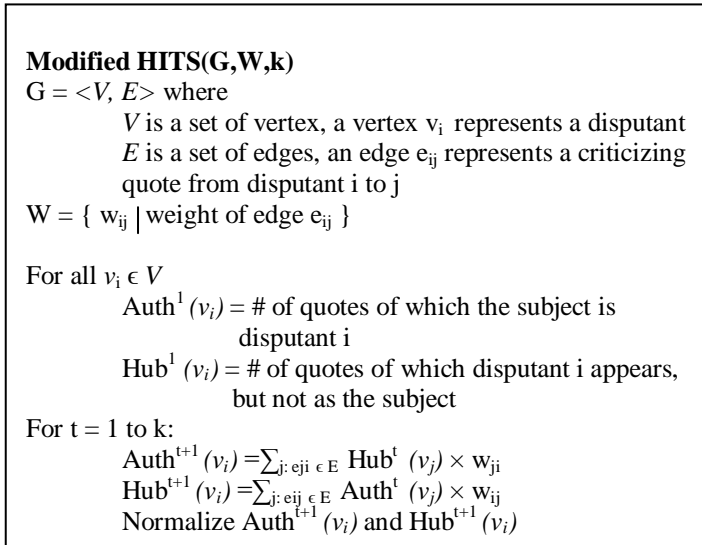 Modified HITS(G,W,k)
G = <V, E> where
V is a set of vertex, a vertex vᵢ represents a disputant
E is a set of edges, an edge eᵢⱼ represents a criticizing
quote from disputant i to j
W = { wᵢⱼ | weight of edge eᵢⱼ }
For all vᵢ ϵ V
Auth¹ (vᵢ) = # of quotes of which the subject is
disputant i
Hub¹ (vᵢ) = # of quotes of which disputant i appears,
but not as the subject
For t = 1 to k:
Authᵗ⁺¹ (vᵢ) =∑j: eji ϵ E Hubᵗ (vⱼ) × wⱼᵢ
Hubᵗ⁺¹ (vᵢ) =∑j: eij ϵ E Authᵗ (vⱼ) × wᵢⱼ
Normalize Authᵗ⁺¹ (vᵢ) and Hubᵗ⁺¹ (vᵢ)